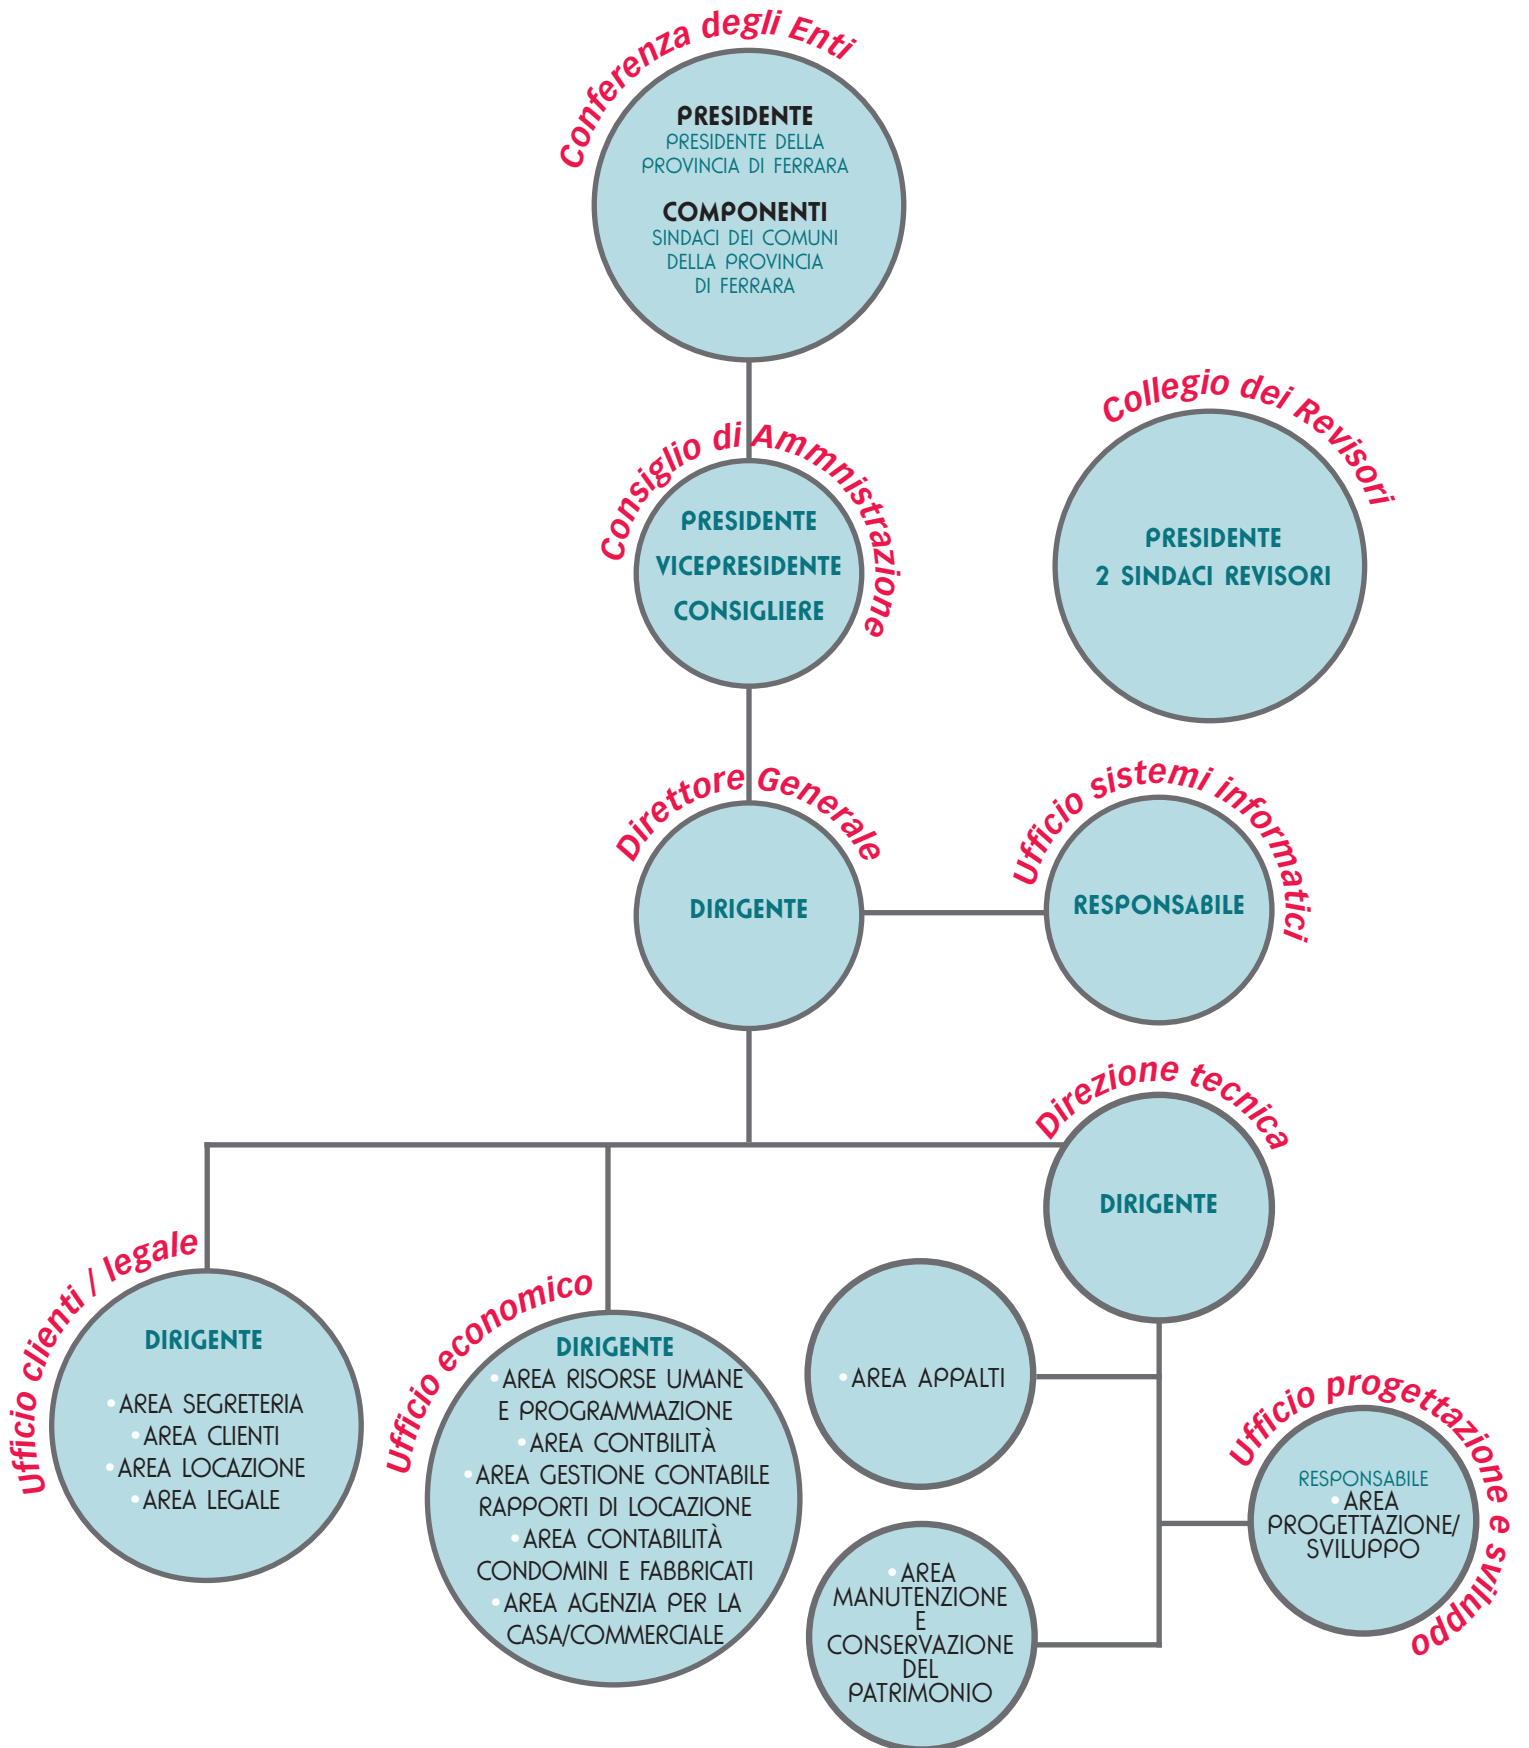 Conferenza degli Enti
PRESIDENTE
PRESIDENTE DELLA
PROVINCIA DI FERRARA
COMPONENTI
SINDACI DEI COMUNI
DELLA PROVINCIA
DI FERRARA
Consiglio di Ammnistrazione
PRESIDENTE
VICEPRESIDENTE
CONSIGLIERE
Collegio dei Revisori
PRESIDENTE
2 SINDACI REVISORI
Direttore Generale
DIRIGENTE
Ufficio sistemi informatici
RESPONSABILE
Direzione tecnica
DIRIGENTE
Ufficio clienti / legale
DIRIGENTE
• AREA SEGRETERIA
• AREA CLIENTI
• AREA LOCAZIONE
• AREA LEGALE
Ufficio economico
DIRIGENTE
• AREA RISORSE UMANE
E PROGRAMMAZIONE
• AREA CONTBILITÀ
• AREA GESTIONE CONTABILE
RAPPORTI DI LOCAZIONE
• AREA CONTABILITÀ
CONDOMINI E FABBRICATI
• AREA AGENZIA PER LA
CASA/COMMERCIALE
• AREA APPALTI
• AREA
MANUTENZIONE
E
CONSERVAZIONE
DEL
PATRIMONIO
Ufficio progettazione e sviluppo
RESPONSABILE
• AREA
PROGETTAZIONE/
SVILUPPO